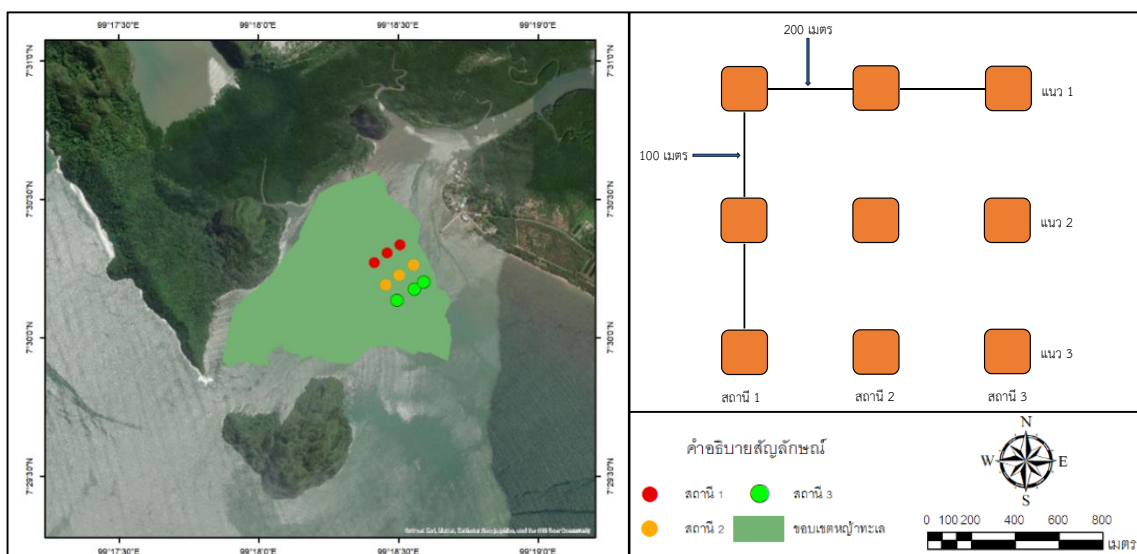 99°17'30"E 99°18'0"E 99°18'30"E 99°19'0"E
7°31'0"N 7°31'0"N
7°30'30"N 7°30'30"N
7°30'0"N 7°30'0"N
7°29'30"N 7°29'30"N
99°17'30"E 99°18'0"E 99°18'30"E 99°19'0"E
200 เมตร
แนว 1
100 เมตร
แนว 2
แนว 3
สถานี 1 สถานี 2 สถานี 3
คำอธิบายสัญลักษณ์
สถานี 1 สถานี 3
สถานี 2 ขอบเขตหญ้าทะเล
N
W E
S
0 100 200 400 600 800
เมตร